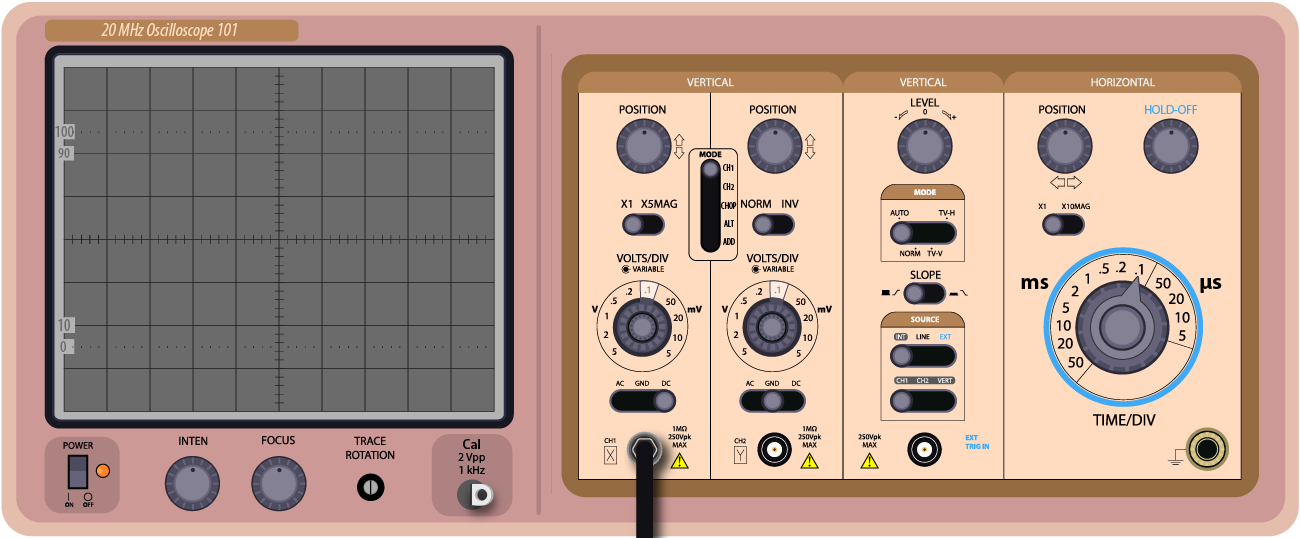 20 MHz Oscilloscope 101
100
90
10
0
POWER
ON OFF
INTEN
FOCUS
TRACE
ROTATION
Cal
2 Vpp
1 kHz
VERTICAL
POSITION
POSITION
MODE
CH1
CH2
CHOP
ALT
ADD
X1 X5MAG
NORM INV
VOLTS/DIV
VARIABLE
V
mV
.1
.2
.5
1
2
5
50
20
10
5
VOLTS/DIV
VARIABLE
V
mV
.1
.2
.5
1
2
5
50
20
10
5
AC GND DC
AC GND DC
CH1
X
1MΩ
250Vpk
MAX
CH2
Y
1MΩ
250Vpk
MAX
VERTICAL
LEVEL
- 0 +
MODE
AUTO TV-H
NORM TV-V
SLOPE
SOURCE
INT LINE EXT
CH1 CH2 VERT
250Vpk
MAX
EXT
TRIG IN
HORIZONTAL
POSITION
HOLD-OFF
X1 X10MAG
ms
µs
.1
.2
.5
1
2
5
10
20
50
50
20
10
5
TIME/DIV